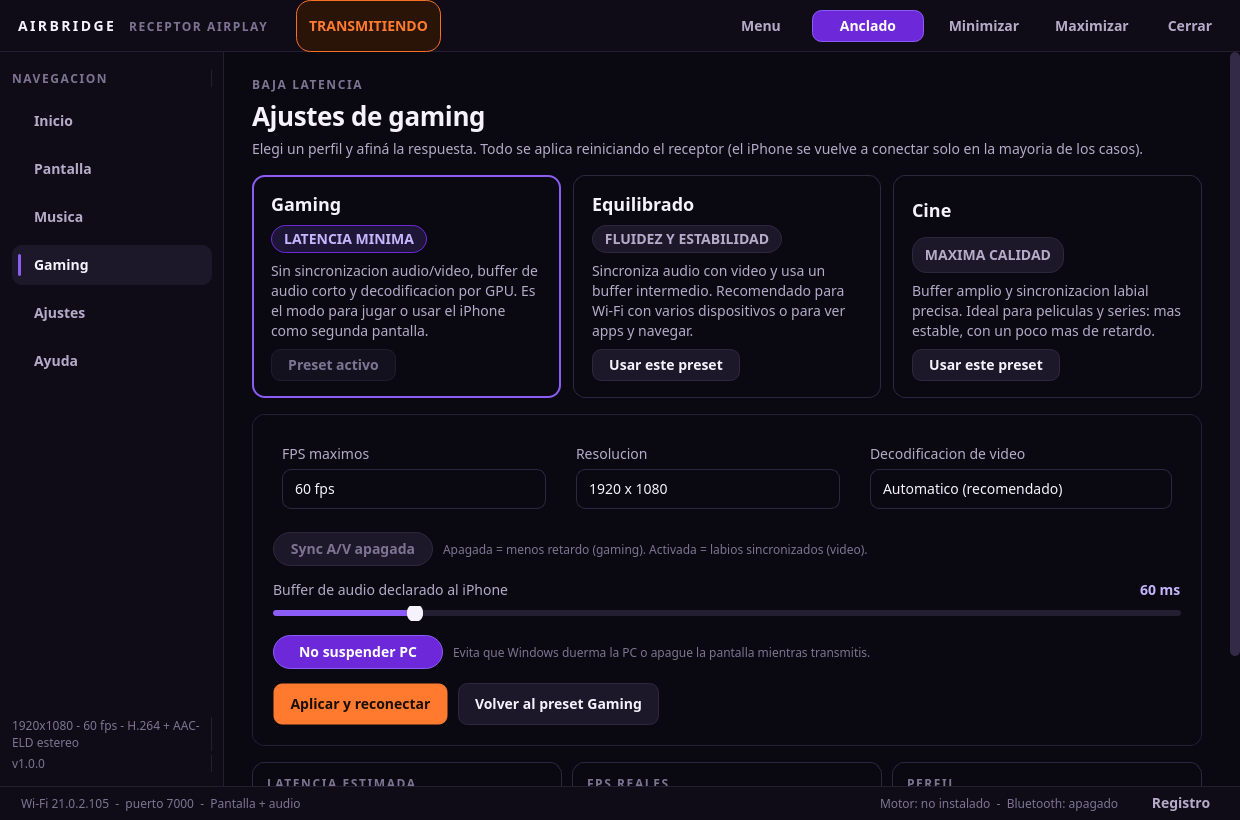 AIRBRIDGE RECEPTOR AIRPLAY TRANSMITIENDO Menu Anclado Minimizar Maximizar Cerrar
NAVEGACION
Inicio
Pantalla
Musica
Gaming
Ajustes
Ayuda
1920x1080 - 60 fps - H.264 + AAC-
ELD estereo
v1.0.0
BAJA LATENCIA
Ajustes de gaming
Elegi un perfil y afiná la respuesta. Todo se aplica reiniciando el receptor (el iPhone se vuelve a conectar solo en la mayoria de los casos).
Gaming
LATENCIA MINIMA
Sin sincronizacion audio/video, buffer de
audio corto y decodificacion por GPU. Es
el modo para jugar o usar el iPhone
como segunda pantalla.
Preset activo
Equilibrado
FLUIDEZ Y ESTABILIDAD
Sincroniza audio con video y usa un
buffer intermedio. Recomendado para
Wi-Fi con varios dispositivos o para ver
apps y navegar.
Usar este preset
Cine
MAXIMA CALIDAD
Buffer amplio y sincronizacion labial
precisa. Ideal para peliculas y series: mas
estable, con un poco mas de retardo.
Usar este preset
FPS maximos
60 fps
Resolucion
1920 x 1080
Decodificacion de video
Automatico (recomendado)
Sync A/V apagada Apagada = menos retardo (gaming). Activada = labios sincronizados (video).
Buffer de audio declarado al iPhone 60 ms
No suspender PC Evita que Windows duerma la PC o apague la pantalla mientras transmitis.
Aplicar y reconectar Volver al preset Gaming
LATENCIA ESTIMADA FPS REALES PERFIL
Wi-Fi 21.0.2.105 - puerto 7000 - Pantalla + audio Motor: no instalado - Bluetooth: apagado Registro